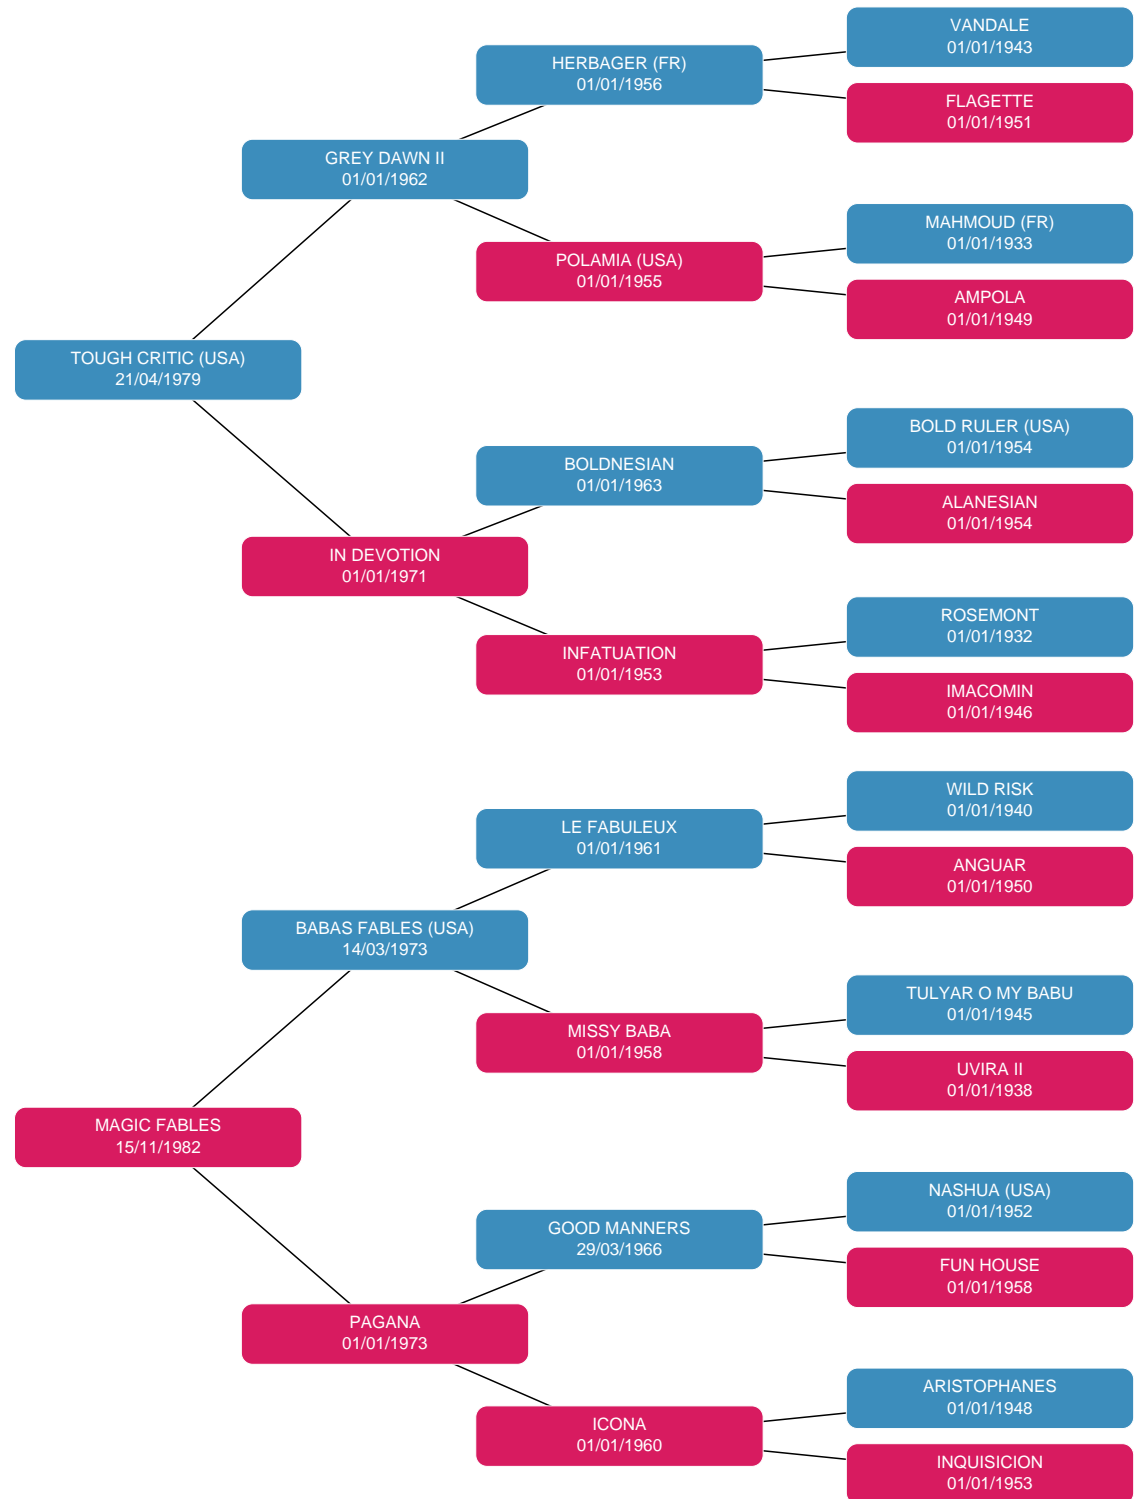 VANDALE
01/01/1943
HERBAGER (FR)
01/01/1956
FLAGETTE
01/01/1951
GREY DAWN II
01/01/1962
MAHMOUD (FR)
01/01/1933
POLAMIA (USA)
01/01/1955
AMPOLA
01/01/1949
TOUGH CRITIC (USA)
21/04/1979
BOLD RULER (USA)
01/01/1954
BOLDNESIAN
01/01/1963
ALANESIAN
01/01/1954
IN DEVOTION
01/01/1971
ROSEMONT
01/01/1932
INFATUATION
01/01/1953
IMACOMIN
01/01/1946
WILD RISK
01/01/1940
LE FABULEUX
01/01/1961
ANGUAR
01/01/1950
BABAS FABLES (USA)
14/03/1973
TULYAR O MY BABU
01/01/1945
MISSY BABA
01/01/1958
UVIRA II
01/01/1938
MAGIC FABLES
15/11/1982
NASHUA (USA)
01/01/1952
GOOD MANNERS
29/03/1966
FUN HOUSE
01/01/1958
PAGANA
01/01/1973
ARISTOPHANES
01/01/1948
ICONA
01/01/1960
INQUISICION
01/01/1953